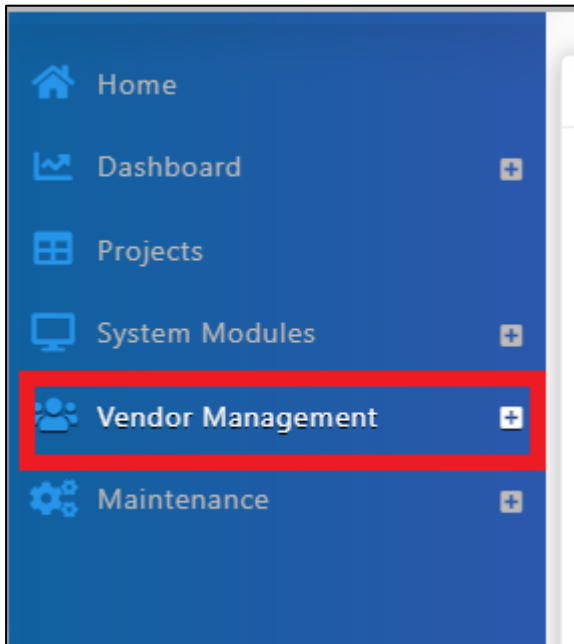 Home
Dashboard
Projects
System Modules
Vendor Management
Maintenance